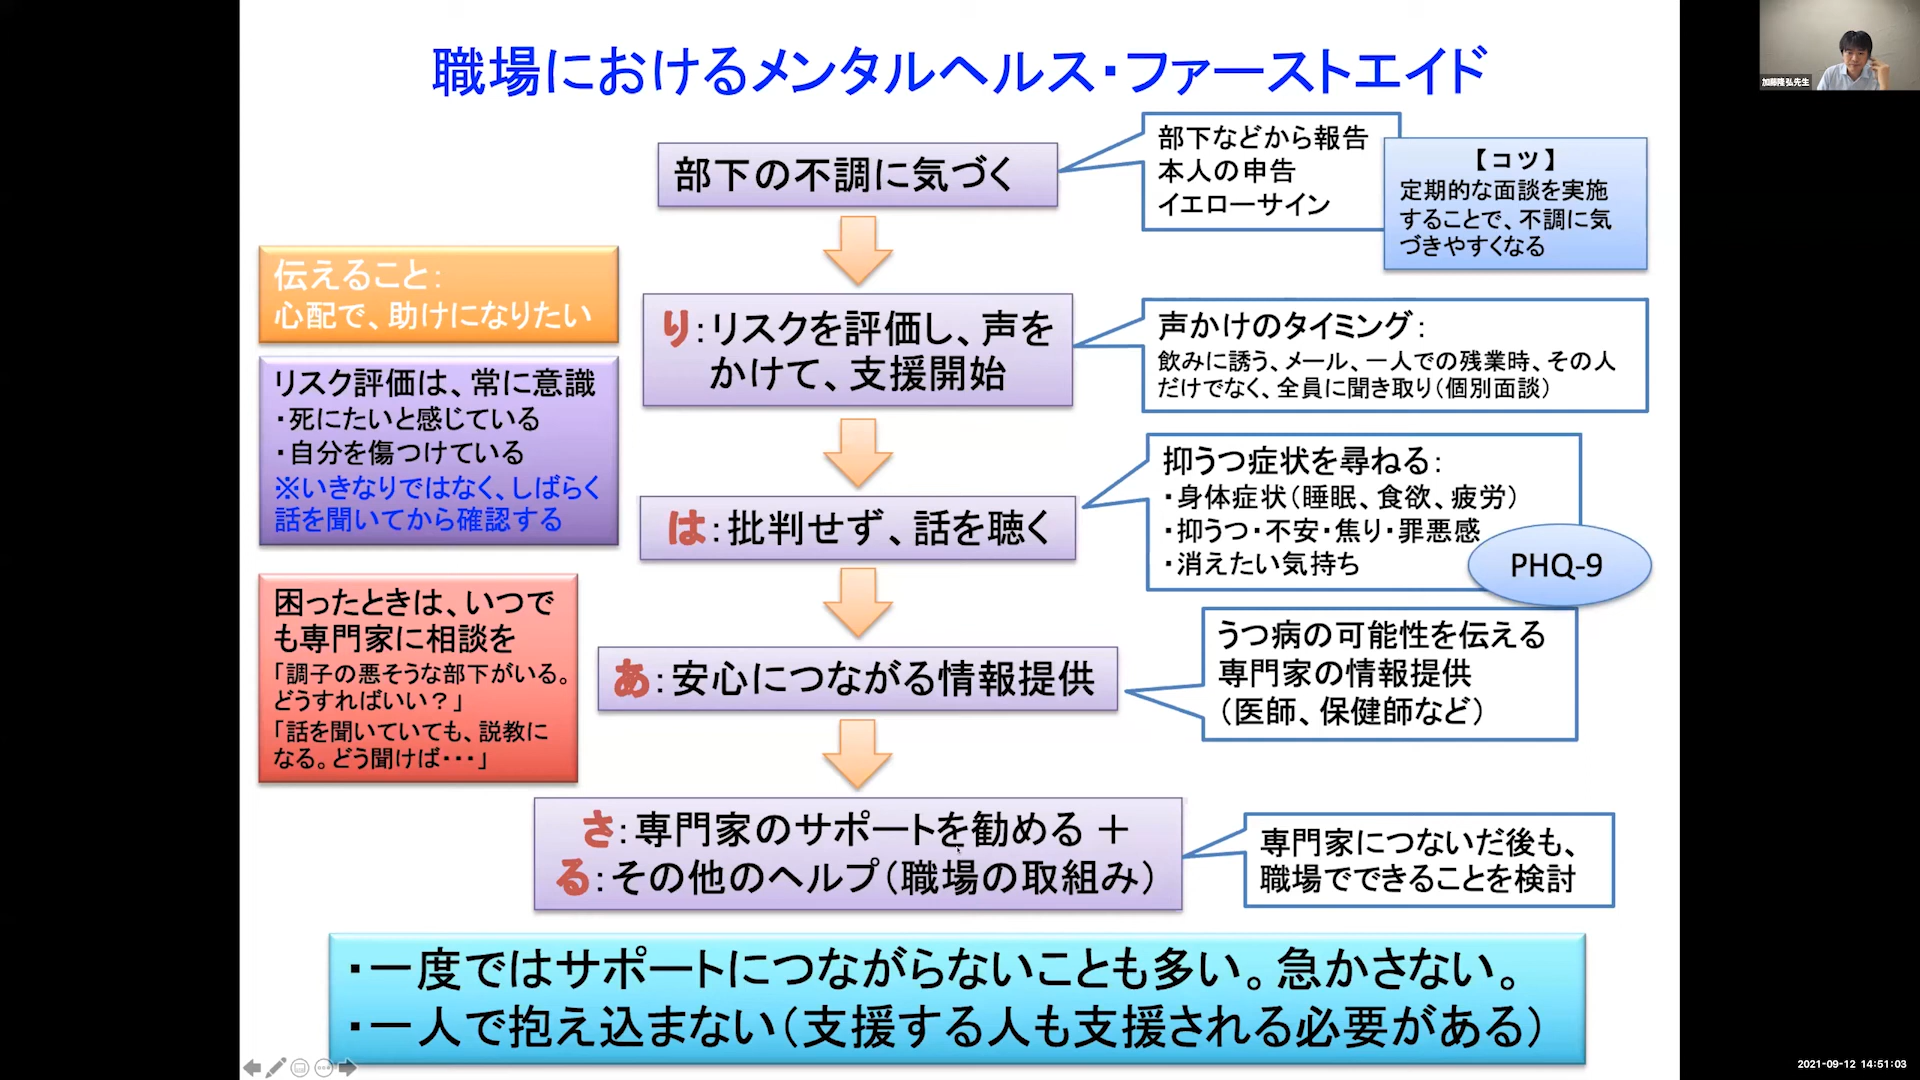 職場におけるメンタルヘルス・ファーストエイド
部下の不調に気づく
部下などから報告
本人の申告
イエローサイン
【コツ】
定期的な面談を実施
することで、不調に気
づきやすくなる
伝えること：
心配で、助けになりたい
り：リスクを評価し、声を
かけて、支援開始
声かけのタイミング：
飲みに誘う、メール、一人での残業時、その人
だけでなく、全員に聞き取り（個別面談）
リスク評価は、常に意識
・死にたいと感じている
・自分を傷つけている
※いきなりではなく、しばらく
話を聞いてから確認する
は：批判せず、話を聴く
抑うつ症状を尋ねる：
・身体症状（睡眠、食欲、疲労）
・抑うつ・不安・焦り・罪悪感
・消えたい気持ち
PHQ-9
困ったときは、いつで
も専門家に相談を
「調子の悪そうな部下がいる。
どうすればいい？」
「話を聞いていても、説教に
なる。どう聞けば・・・」
あ：安心につながる情報提供
うつ病の可能性を伝える
専門家の情報提供
（医師、保健師など）
さ：専門家のサポートを勧める ＋
る：その他のヘルプ（職場の取組み）
専門家につないだ後も、
職場でできることを検討
・一度ではサポートにつながらないことも多い。急かさない。
・一人で抱え込まない（支援する人も支援される必要がある）
加藤隆弘先生
2021-09-12 14:51:03